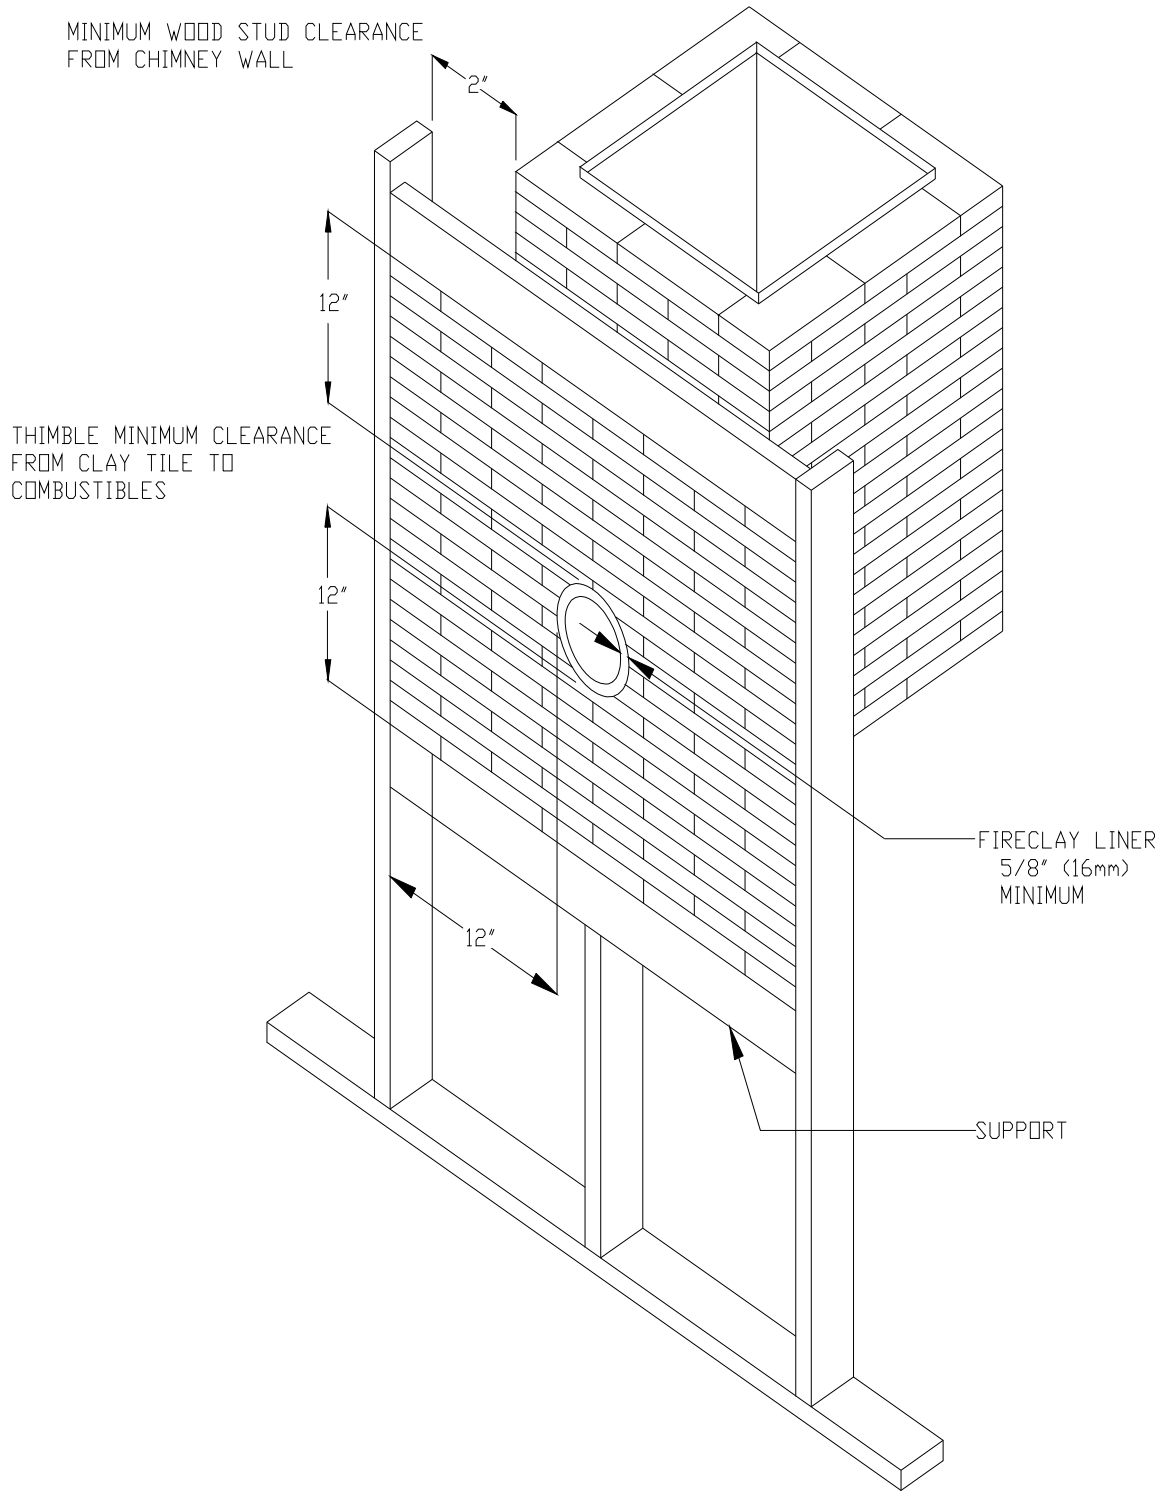 MINIMUM WOOD STUD CLEARANCE
FROM CHIMNEY WALL
2"
12"
THIMBLE MINIMUM CLEARANCE
FROM CLAY TILE TO
COMBUSTIBLES
12"
FIRECLAY LINER
5/8" (16mm)
MINIMUM
12"
SUPPORT